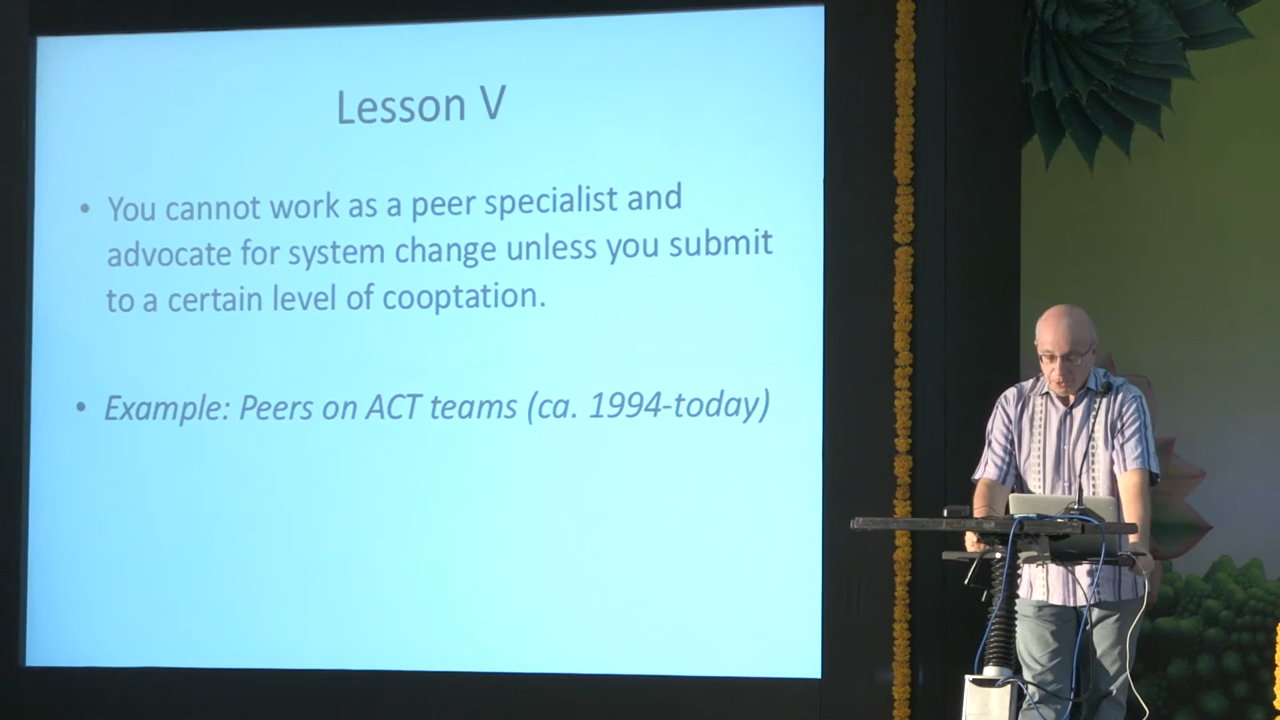 Lesson V
• You cannot work as a peer specialist and
advocate for system change unless you submit
to a certain level of cooptation.
• Example: Peers on ACT teams (ca. 1994-today)